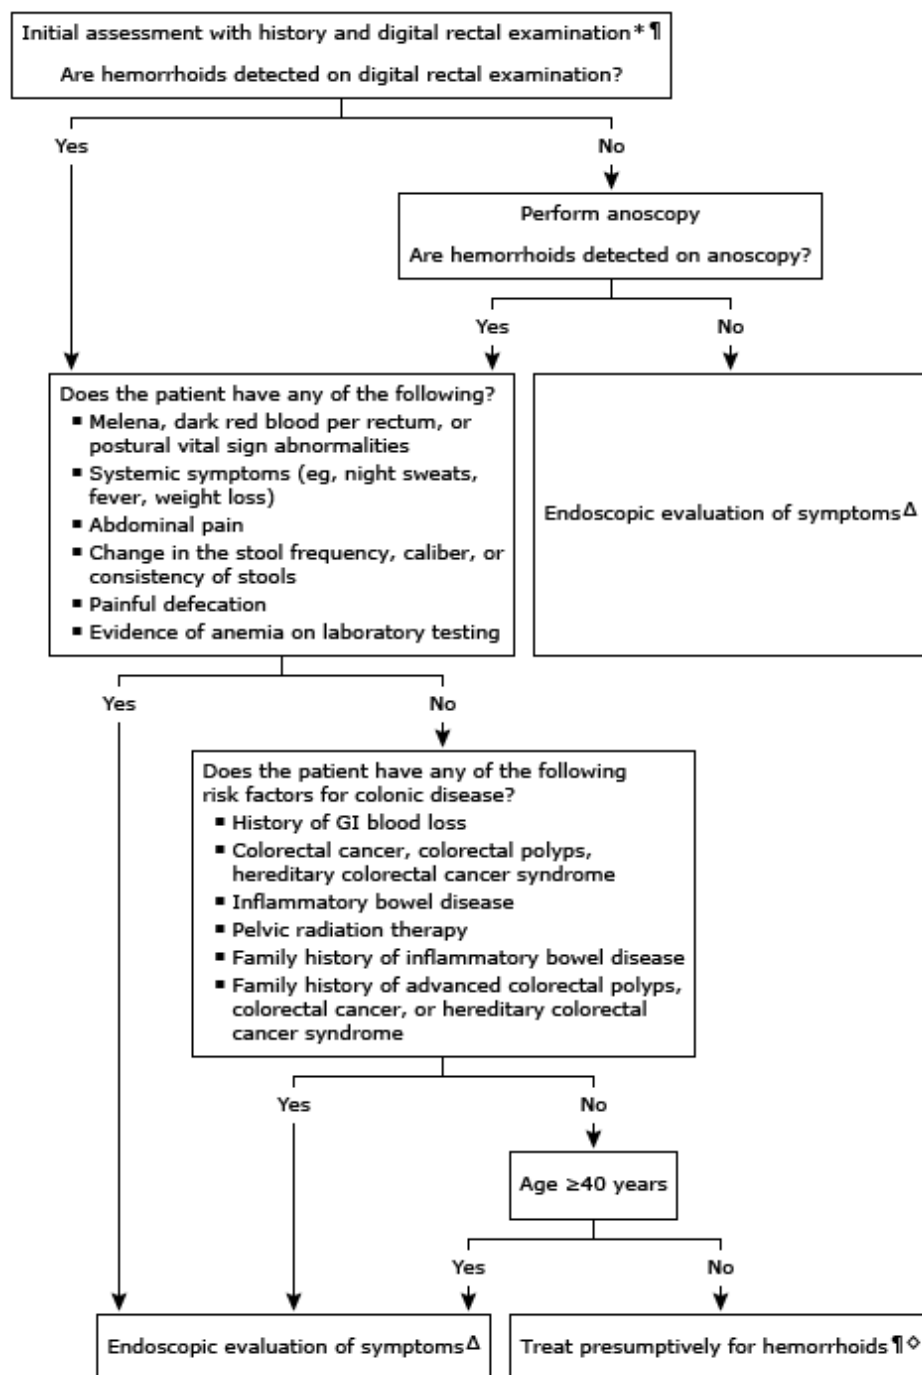 Initial assessment with history and digital rectal examination*¶
Are hemorrhoids detected on digital rectal examination?
Yes
No
Perform anoscopy
Are hemorrhoids detected on anoscopy?
Yes
No
Does the patient have any of the following?
▪ Melena, dark red blood per rectum, or
postural vital sign abnormalities
▪ Systemic symptoms (eg, night sweats,
fever, weight loss)
▪ Abdominal pain
▪ Change in the stool frequency, caliber, or
consistency of stools
▪ Painful defecation
▪ Evidence of anemia on laboratory testing
Endoscopic evaluation of symptomsΔ
Yes
No
Does the patient have any of the following
risk factors for colonic disease?
▪ History of GI blood loss
▪ Colorectal cancer, colorectal polyps,
hereditary colorectal cancer syndrome
▪ Inflammatory bowel disease
▪ Pelvic radiation therapy
▪ Family history of inflammatory bowel disease
▪ Family history of advanced colorectal polyps,
colorectal cancer, or hereditary colorectal
cancer syndrome
Yes
No
Age ≥40 years
Yes
No
Endoscopic evaluation of symptomsΔ
Treat presumptively for hemorrhoids¶◇